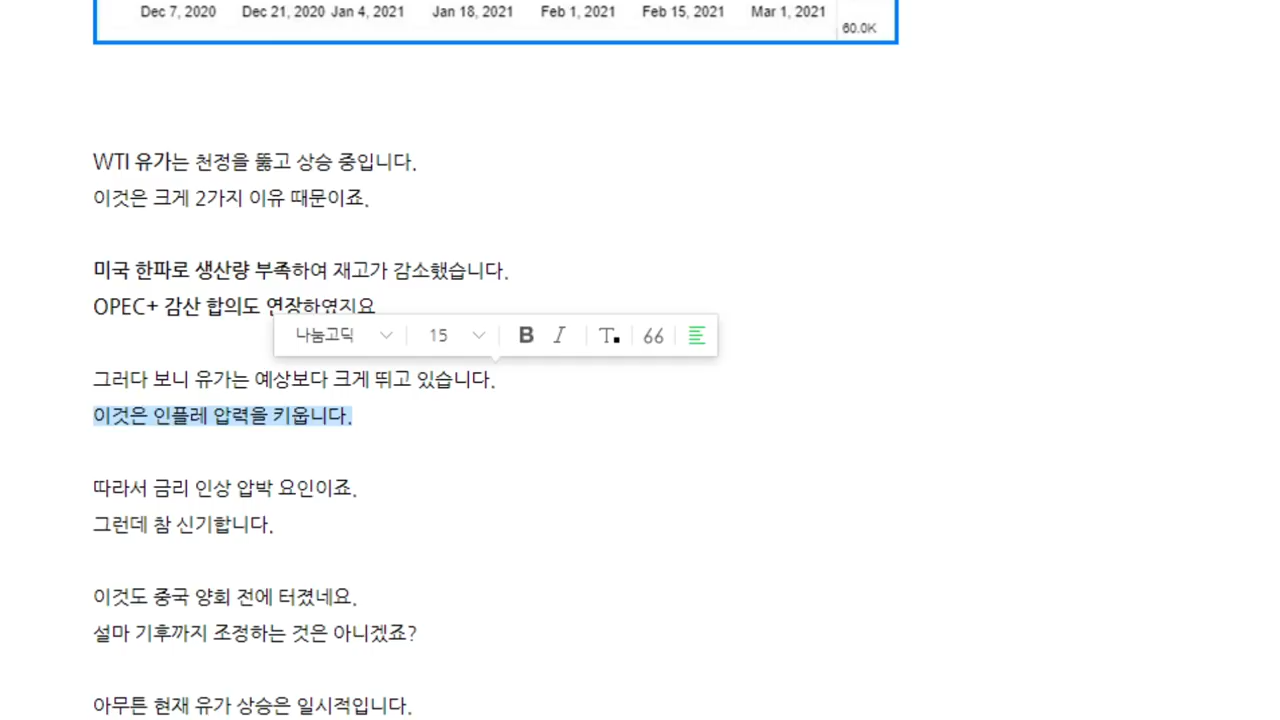 Dec 7, 2020 Dec 21, 2020 Jan 4, 2021 Jan 18, 2021 Feb 1, 2021 Feb 15, 2021 Mar 1, 2021
60.0K
WTI 유가는 천정을 뚫고 상승 중입니다.
이것은 크게 2가지 이유 때문이죠.
미국 한파로 생산량 부족하여 재고가 감소했습니다.
OPEC+ 감산 합의도 연장하였지요
나눔고딕 15 B I T 66
그러다 보니 유가는 예상보다 크게 뛰고 있습니다.
이것은 인플레 압력을 키웁니다.
따라서 금리 인상 압박 요인이죠.
그런데 참 신기합니다.
이것도 중국 양회 전에 터졌네요.
설마 기후까지 조정하는 것은 아니겠죠?
아무튼 현재 유가 상승은 일시적입니다.